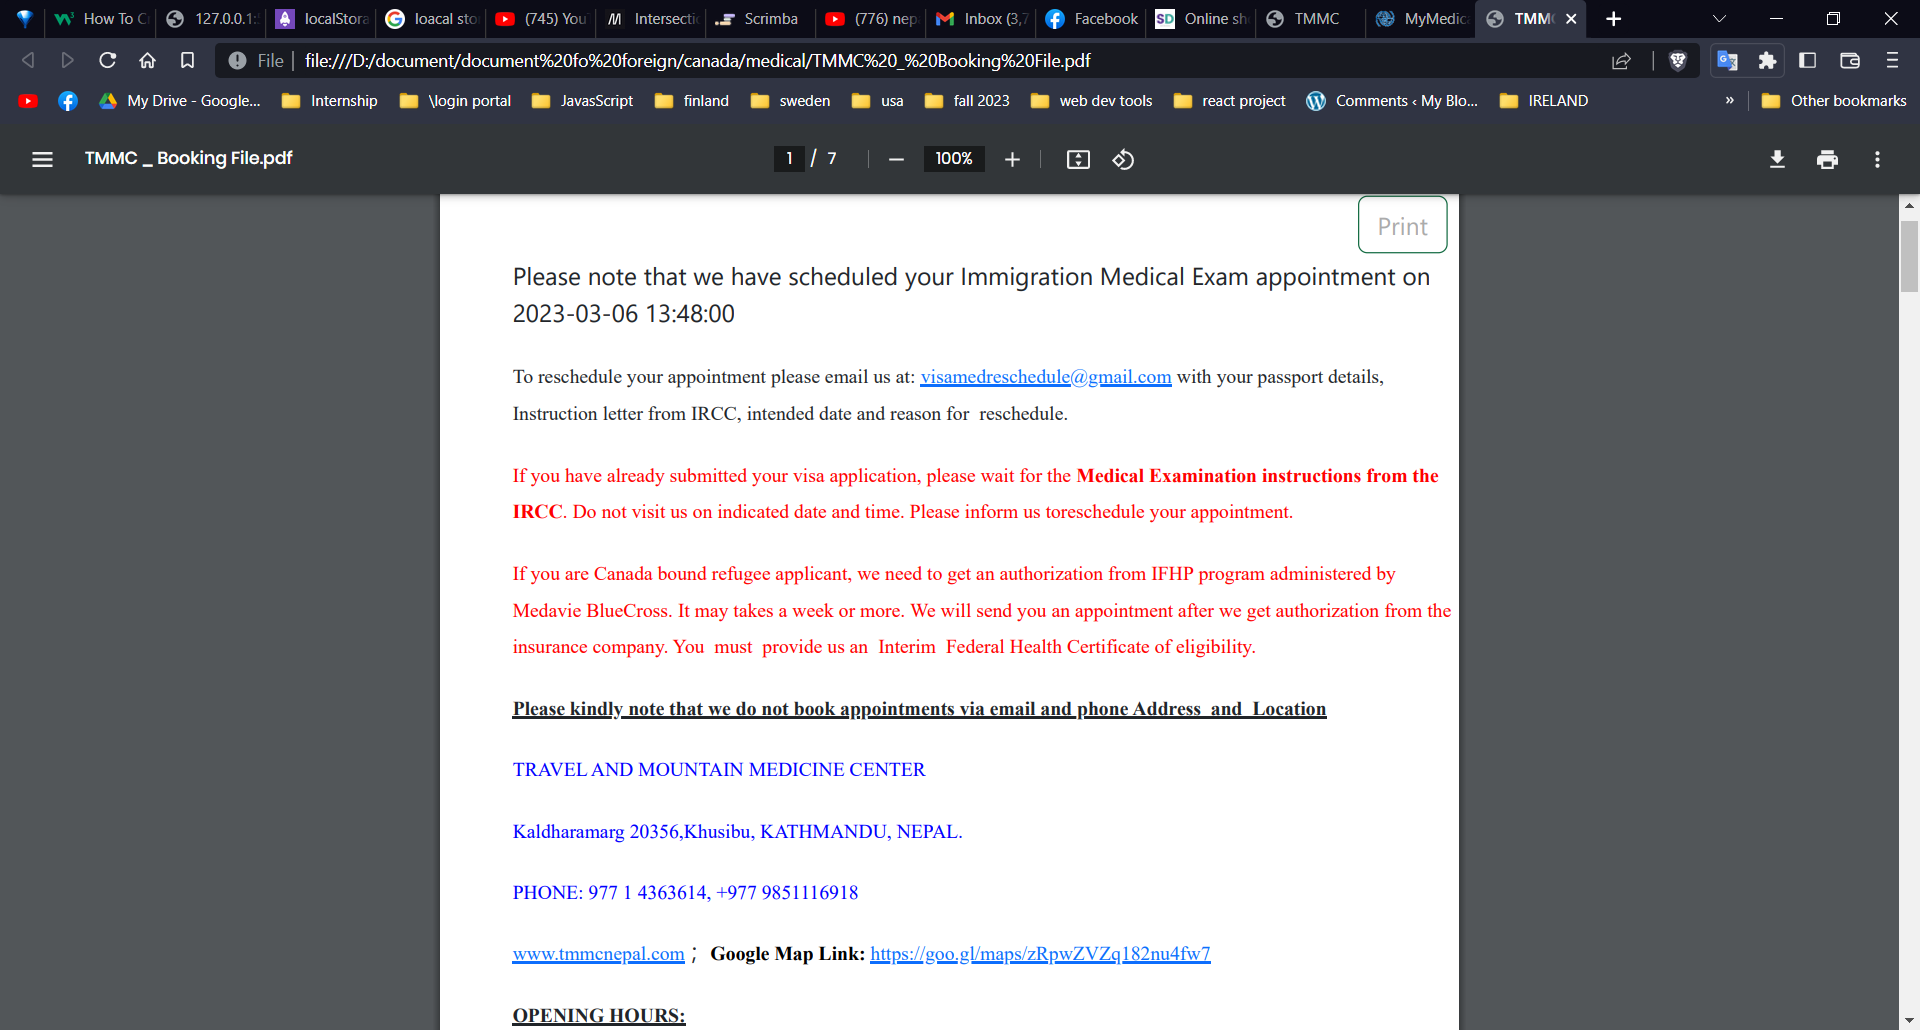 How To C
127.0.0.1:
localStora
loacal sto
(745) You
Intersectio
Scrimba
(776) nep
Inbox (3,7
Facebook
Online sh
TMMC
MyMedic
TMMC
File
file:///D:/document/document%20fo%20foreign/canada/medical/TMMC%20_%20Booking%20File.pdf
My Drive - Google...
Internship
\login portal
JavasScript
finland
sweden
usa
fall 2023
web dev tools
react project
Comments ‹ My Blo...
IRELAND
»
Other bookmarks
TMMC _ Booking File.pdf
1 / 7
100%
Print
Please note that we have scheduled your Immigration Medical Exam appointment on
2023-03-06 13:48:00
To reschedule your appointment please email us at: visamedreschedule@gmail.com with your passport details,
Instruction letter from IRCC, intended date and reason for reschedule.
If you have already submitted your visa application, please wait for the Medical Examination instructions from the
IRCC. Do not visit us on indicated date and time. Please inform us toreschedule your appointment.
If you are Canada bound refugee applicant, we need to get an authorization from IFHP program administered by
Medavie BlueCross. It may takes a week or more. We will send you an appointment after we get authorization from the
insurance company. You must provide us an Interim Federal Health Certificate of eligibility.
Please kindly note that we do not book appointments via email and phone Address and Location
TRAVEL AND MOUNTAIN MEDICINE CENTER
Kaldharamarg 20356,Khusibu, KATHMANDU, NEPAL.
PHONE: 977 1 4363614, +977 9851116918
www.tmmcnepal.com ; Google Map Link: https://goo.gl/maps/zRpwZVZq182nu4fw7
OPENING HOURS: